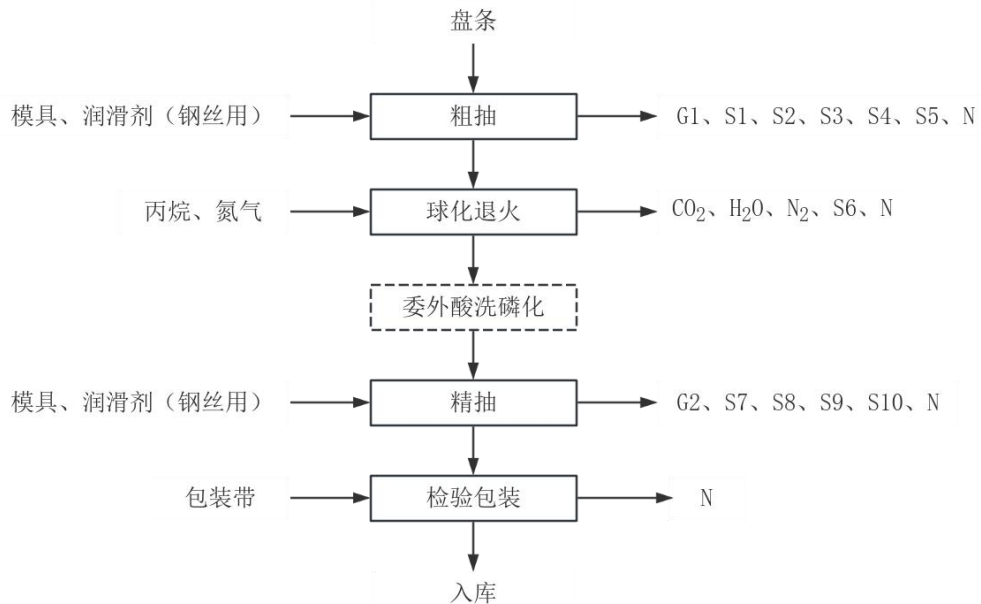 盘条
模具、润滑剂（钢丝用）
粗抽
G1、S1、S2、S3、S4、S5、N
丙烷、氮气
球化退火
CO₂、H₂O、N₂、S6、N
委外酸洗磷化
模具、润滑剂（钢丝用）
精抽
G2、S7、S8、S9、S10、N
包装带
检验包装
N
入库